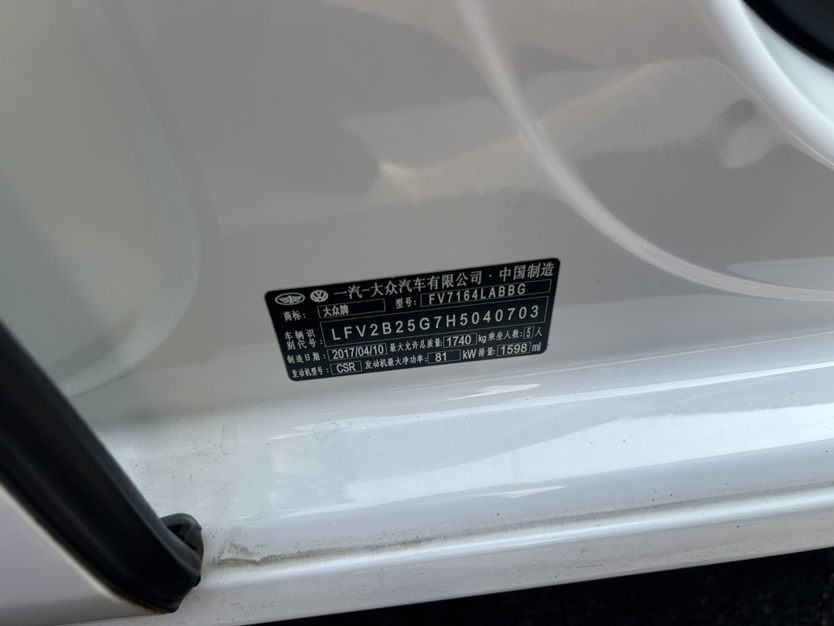 一汽-大众汽车有限公司·中国制造
商标: 大众牌 型号: FV7164LABBG
车辆识别代号: LFV2B25G7H5040703
制造日期: 2017/04/10 最大允许总质量: 1740 kg 乘坐人数: 5 人
发动机型号: CSR 发动机最大净功率: 81 kW 排量: 1598 ml